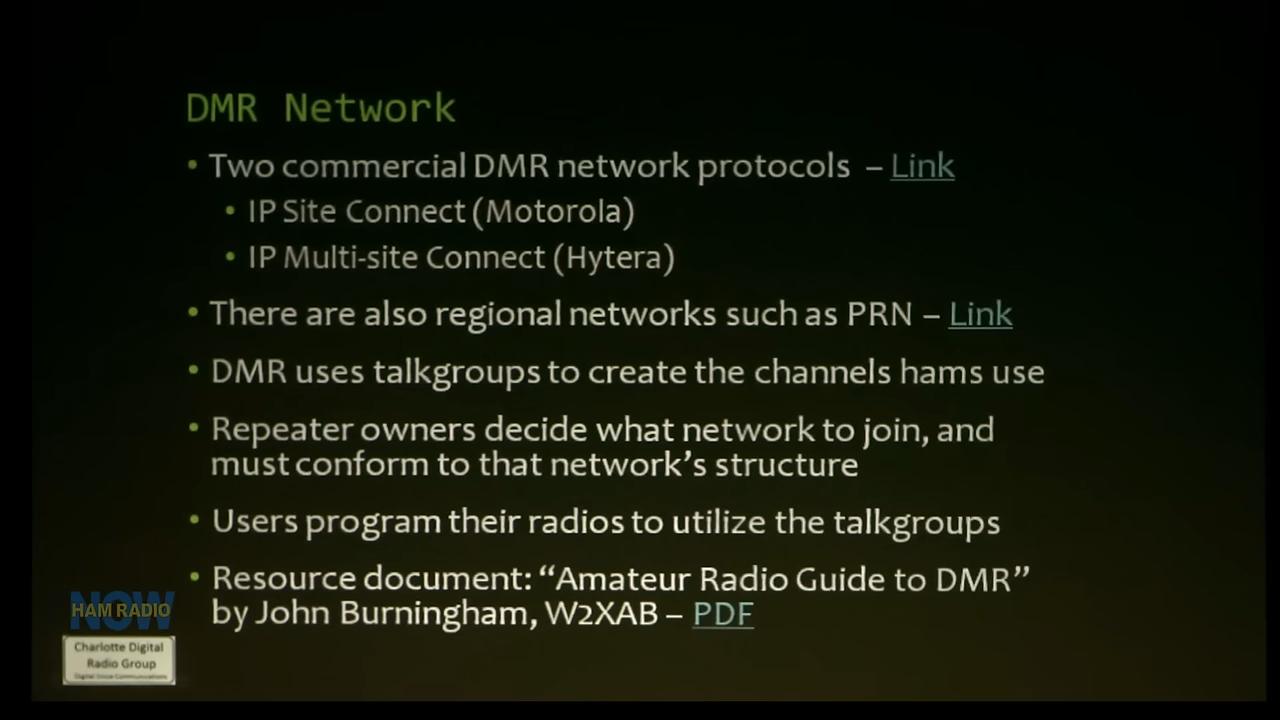 DMR Network
• Two commercial DMR network protocols – Link
• IP Site Connect (Motorola)
• IP Multi-site Connect (Hytera)
• There are also regional networks such as PRN – Link
• DMR uses talkgroups to create the channels hams use
• Repeater owners decide what network to join, and
must conform to that network's structure
• Users program their radios to utilize the talkgroups
• Resource document: “Amateur Radio Guide to DMR”
by John Burningham, W2XAB – PDF
NOW
HAM RADIO
Charlotte Digital
Radio Group
Digital Voice Communications